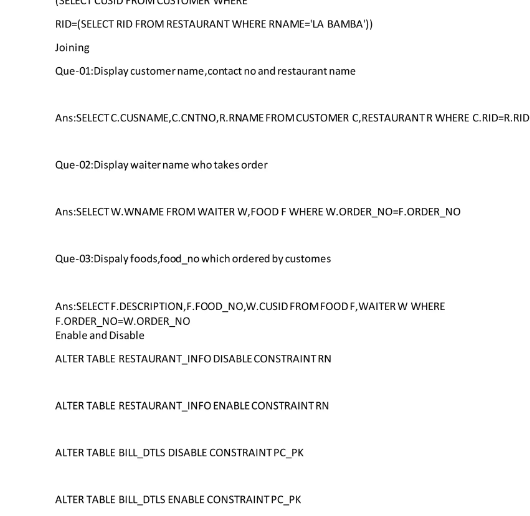 (SELECT CUSID FROM CUSTOMER WHERE
RID=(SELECT RID FROM RESTAURANT WHERE RNAME='LA BAMBA'))
Joining
Que-01:Display customer name,contact no and restaurant name
Ans:SELECT C.CUSNAME,C.CNTNO,R.RNAME FROM CUSTOMER C,RESTAURANT R WHERE C.RID=R.RID
Que-02:Display waiter name who takes order
Ans:SELECT W.WNAME FROM WAITER W,FOOD F WHERE W.ORDER_NO=F.ORDER_NO
Que-03:Dispaly foods,food_no which ordered by customes
Ans:SELECT F.DESCRIPTION,F.FOOD_NO,W.CUSID FROM FOOD F,WAITER W WHERE
F.ORDER_NO=W.ORDER_NO
Enable and Disable
ALTER TABLE RESTAURANT_INFO DISABLE CONSTRAINT RN
ALTER TABLE RESTAURANT_INFO ENABLE CONSTRAINT RN
ALTER TABLE BILL_DTLS DISABLE CONSTRAINT PC_PK
ALTER TABLE BILL_DTLS ENABLE CONSTRAINT PC_PK